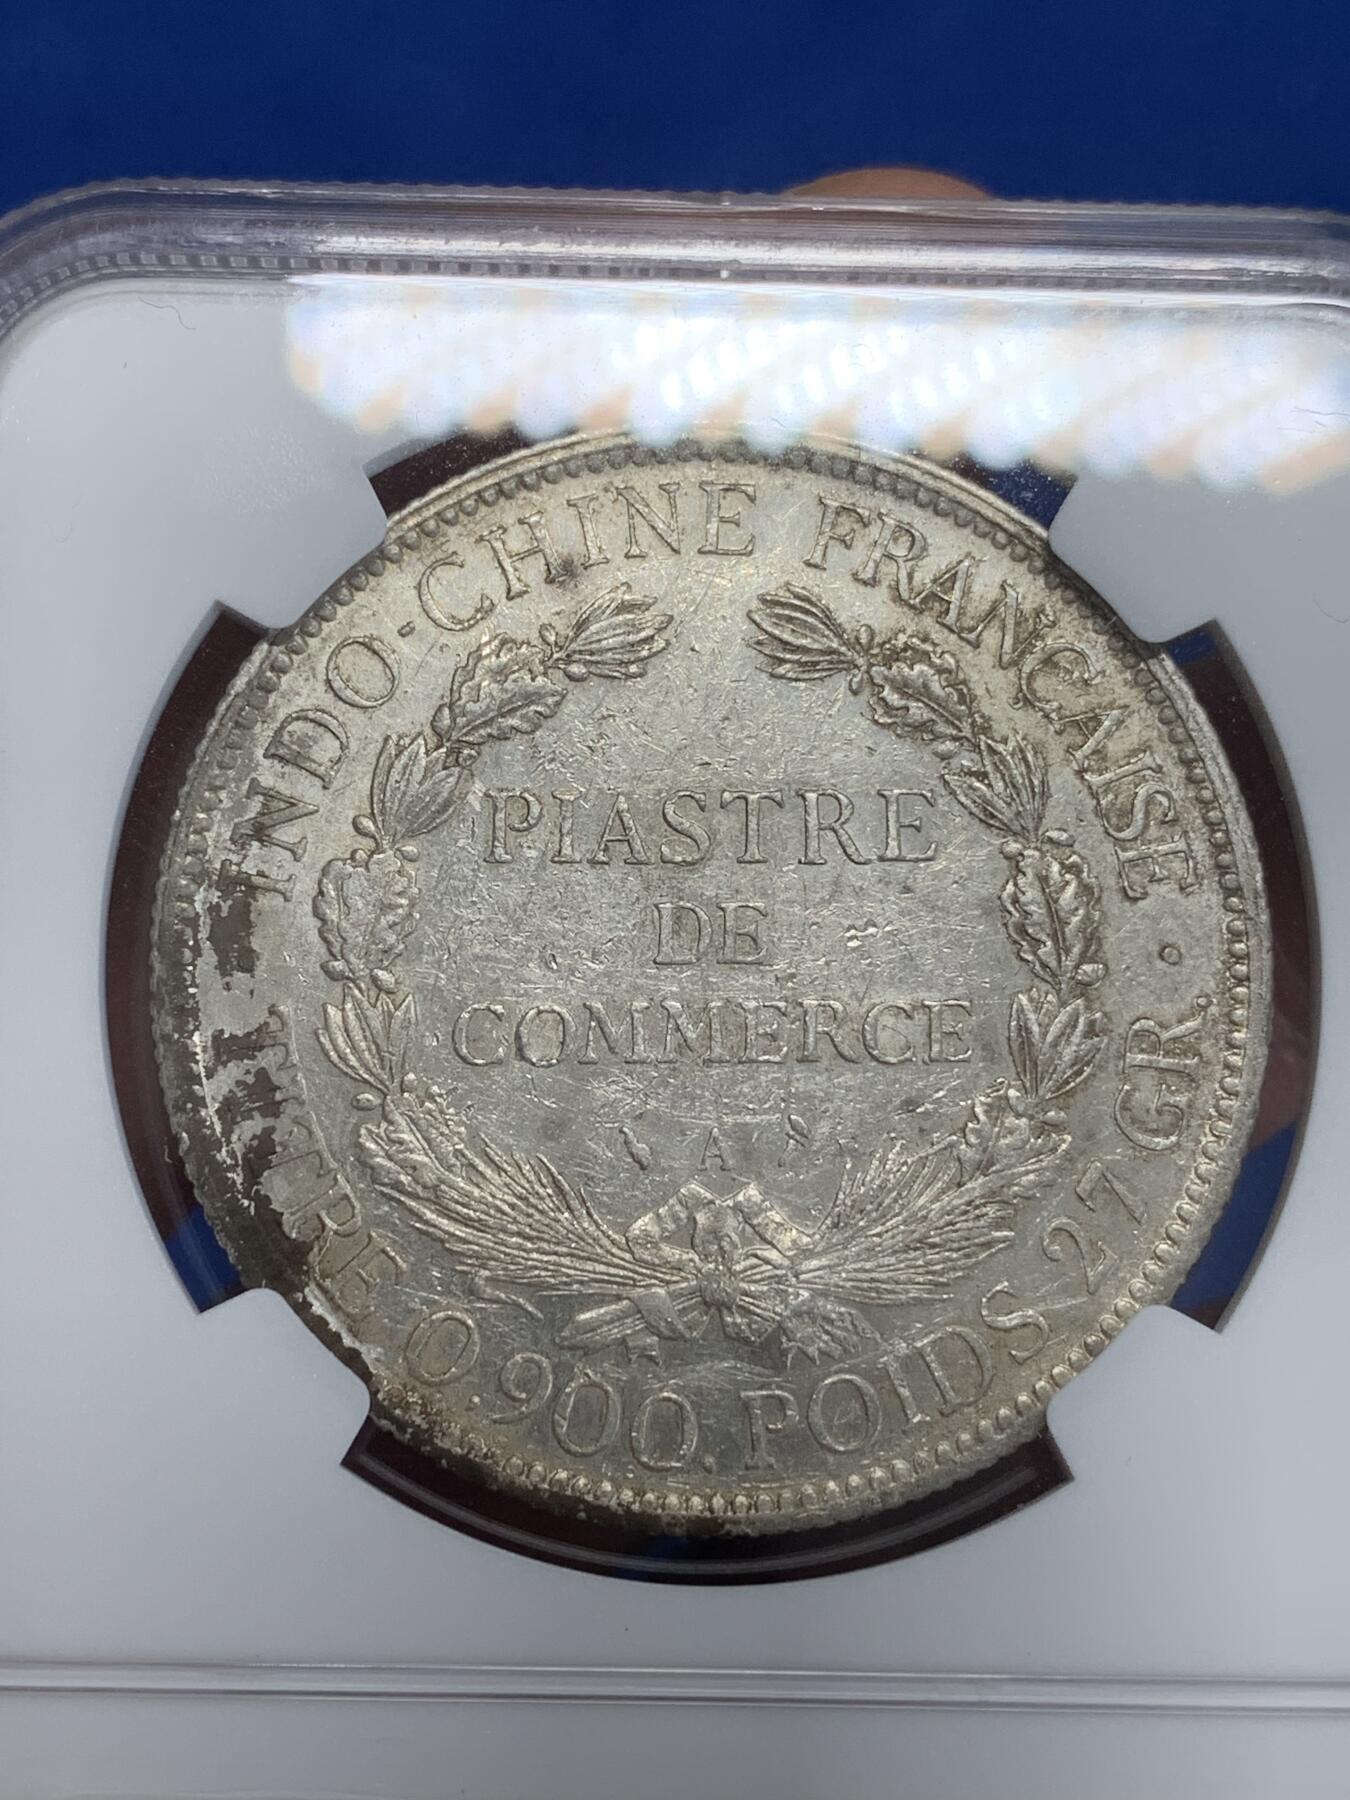 INDO-CHINE FRANÇAISE
PIASTRE
DE
COMMERCE
A
TITRE 0.900. POIDS 27 GR.